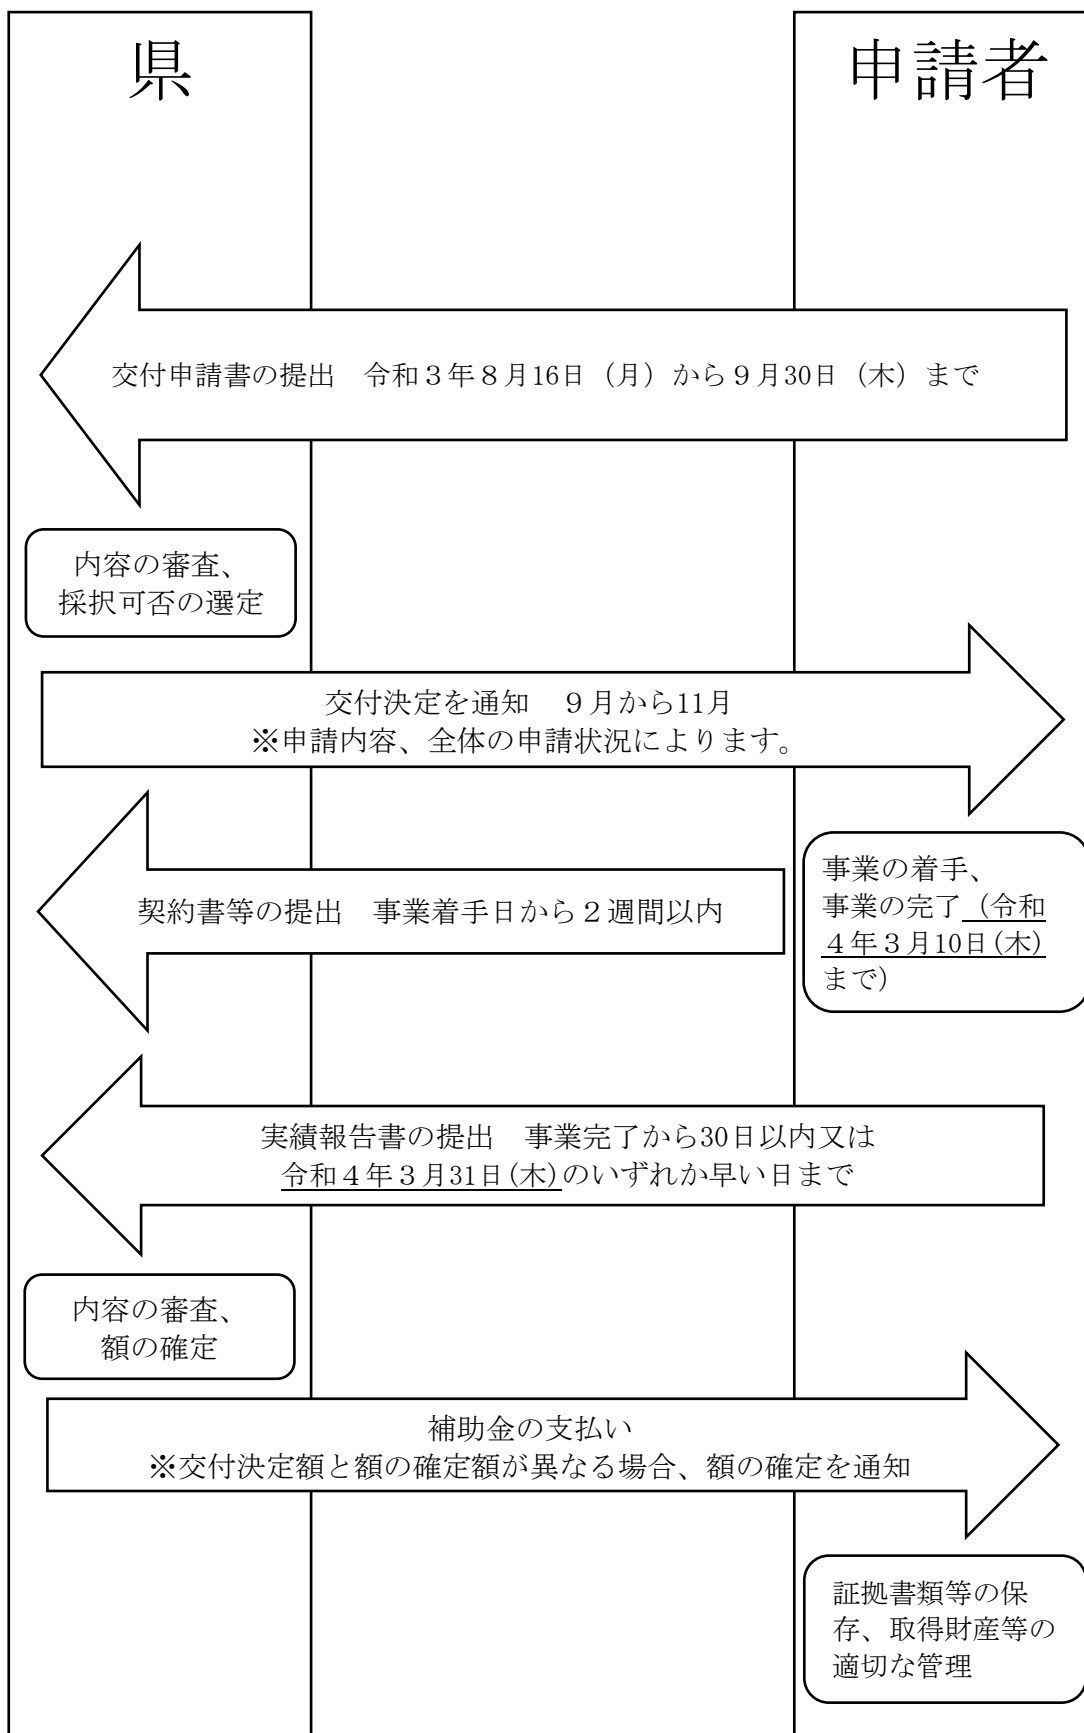 県
申請者
交付申請書の提出　令和３年８月16日（月）から９月30日（木）まで
内容の審査、
採択可否の選定
交付決定を通知　９月から11月
※申請内容、全体の申請状況によります。
事業の着手、
事業の完了（令和
４年３月10日(木)
まで）
契約書等の提出　事業着手日から２週間以内
実績報告書の提出　事業完了から30日以内又は
令和４年３月31日(木)のいずれか早い日まで
内容の審査、
額の確定
補助金の支払い
※交付決定額と額の確定額が異なる場合、額の確定を通知
証拠書類等の保
存、取得財産等の
適切な管理